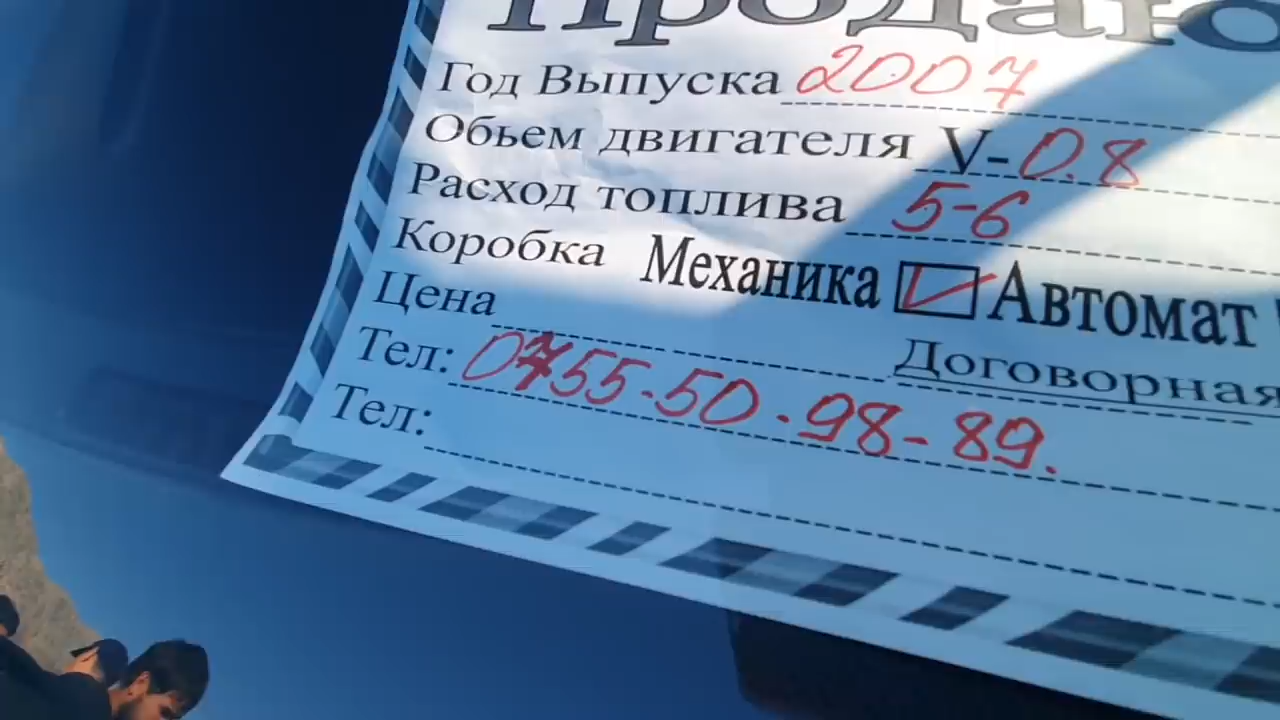 Продаю
Год Выпуска 2007
Обьем двигателя V-0.8
Расход топлива 5-6
Коробка Механика Автомат
Цена Договорная
Тел: 0755-50.98-89.
Тел: